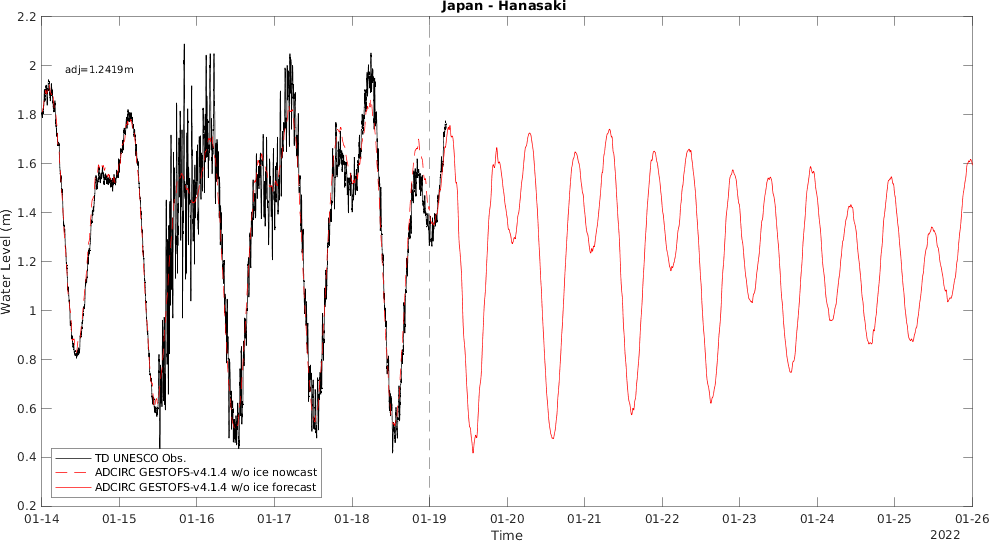 Japan - Hanasaki
2.2
2
1.8
1.6
1.4
1.2
1
0.8
0.6
0.4
0.2
Water Level (m)
adj=1.2419m
TD UNESCO Obs.
ADCIRC GESTOFS-v4.1.4 w/o ice nowcast
ADCIRC GESTOFS-v4.1.4 w/o ice forecast
01-14 01-15 01-16 01-17 01-18 01-19 01-20 01-21 01-22 01-23 01-24 01-25 01-26
Time
2022